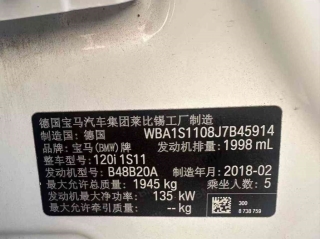 德国宝马汽车集团莱比锡工厂制造
制造国：德国 WBA1S1108J7B45914
品牌：宝马(BMW)牌 发动机排量：1998 mL
整车型号：120i 1S11
发动机型号：B48B20A 制造年月：2018-02
最大允许总质量：1945 kg 乘坐人数：5
发动机最大净功率：135 kW
最大允许牵引质量：-- kg
300
8 738 759